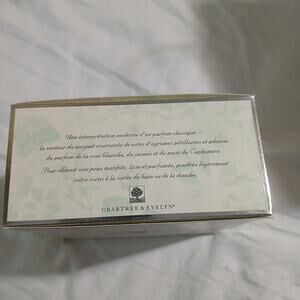 Une interprétation moderne d'un parfum classique –
la senteur du muguet couronnée de notes d'agrumes pétillantes et adoucie
du parfum de la rose blanche, du jasmin et du musc du Cachemire.
Pour obtenir une peau matifiée, lisse et parfumée, poudrez légèrement
votre corps à la sortie du bain ou de la douche.
CRABTREE & EVELYN®